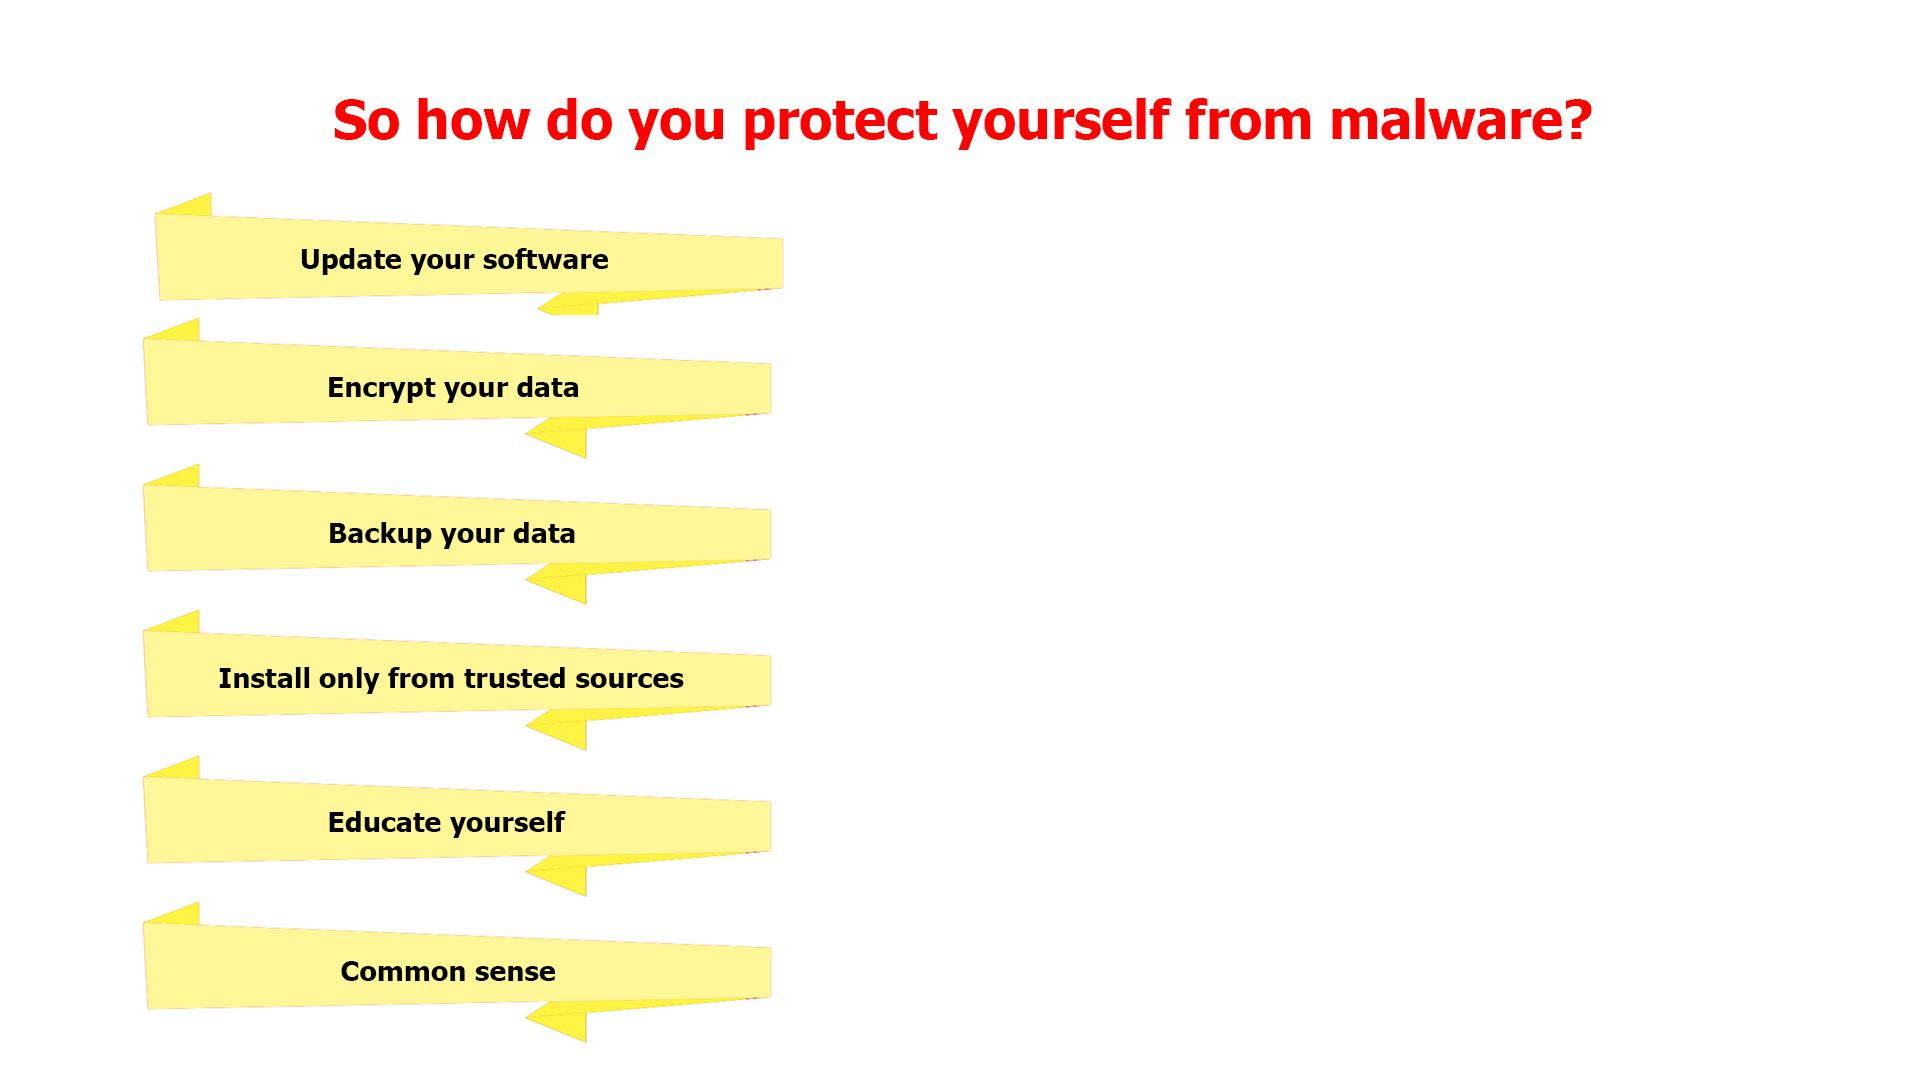 So how do you protect yourself from malware?
Update your software
Encrypt your data
Backup your data
Install only from trusted sources
Educate yourself
Common sense